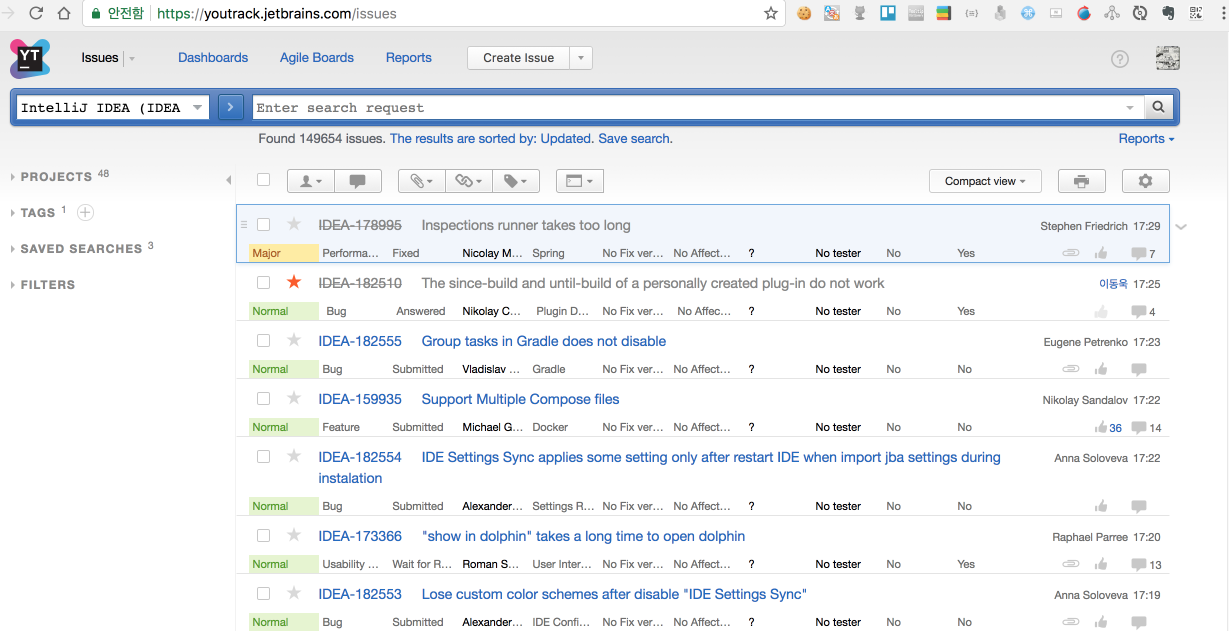 안전함 https://youtrack.jetbrains.com/issues
YT Issues Dashboards Agile Boards Reports Create Issue ?
IntelliJ IDEA (IDEA Enter search request
Found 149654 issues. The results are sorted by: Updated. Save search. Reports
PROJECTS 48
Compact view
TAGS 1
SAVED SEARCHES 3
FILTERS
IDEA-178995 Inspections runner takes too long Stephen Friedrich 17:29
Major Performa... Fixed Nicolay M... Spring No Fix ver... No Affect... ? No tester No Yes 7
IDEA-182510 The since-build and until-build of a personally created plug-in do not work 이동욱 17:25
Normal Bug Answered Nikolay C... Plugin D... No Fix ver... No Affec... ? No tester No Yes 4
IDEA-182555 Group tasks in Gradle does not disable Eugene Petrenko 17:23
Normal Bug Submitted Vladislav ... Gradle No Fix ver... No Affect... ? No tester No No
IDEA-159935 Support Multiple Compose files Nikolay Sandalov 17:22
Normal Feature Submitted Michael G... Docker No Fix ver... No Affect... ? No tester No No 36 14
IDEA-182554 IDE Settings Sync applies some setting only after restart IDE when import jba settings during Anna Soloveva 17:22
instalation
Normal Bug Submitted Alexander... Settings R... No Fix ver... No Affect... ? No tester No No
IDEA-173366 "show in dolphin" takes a long time to open dolphin Raphael Parree 17:20
Normal Usability ... Wait for R... Roman S... User Inter... No Fix ver... No Affect... ? No tester No Yes 13
IDEA-182553 Lose custom color schemes after disable "IDE Settings Sync" Anna Soloveva 17:19
Normal Bug Submitted Alexander... IDE Confi... No Fix ver... No Affect... ? No tester No No